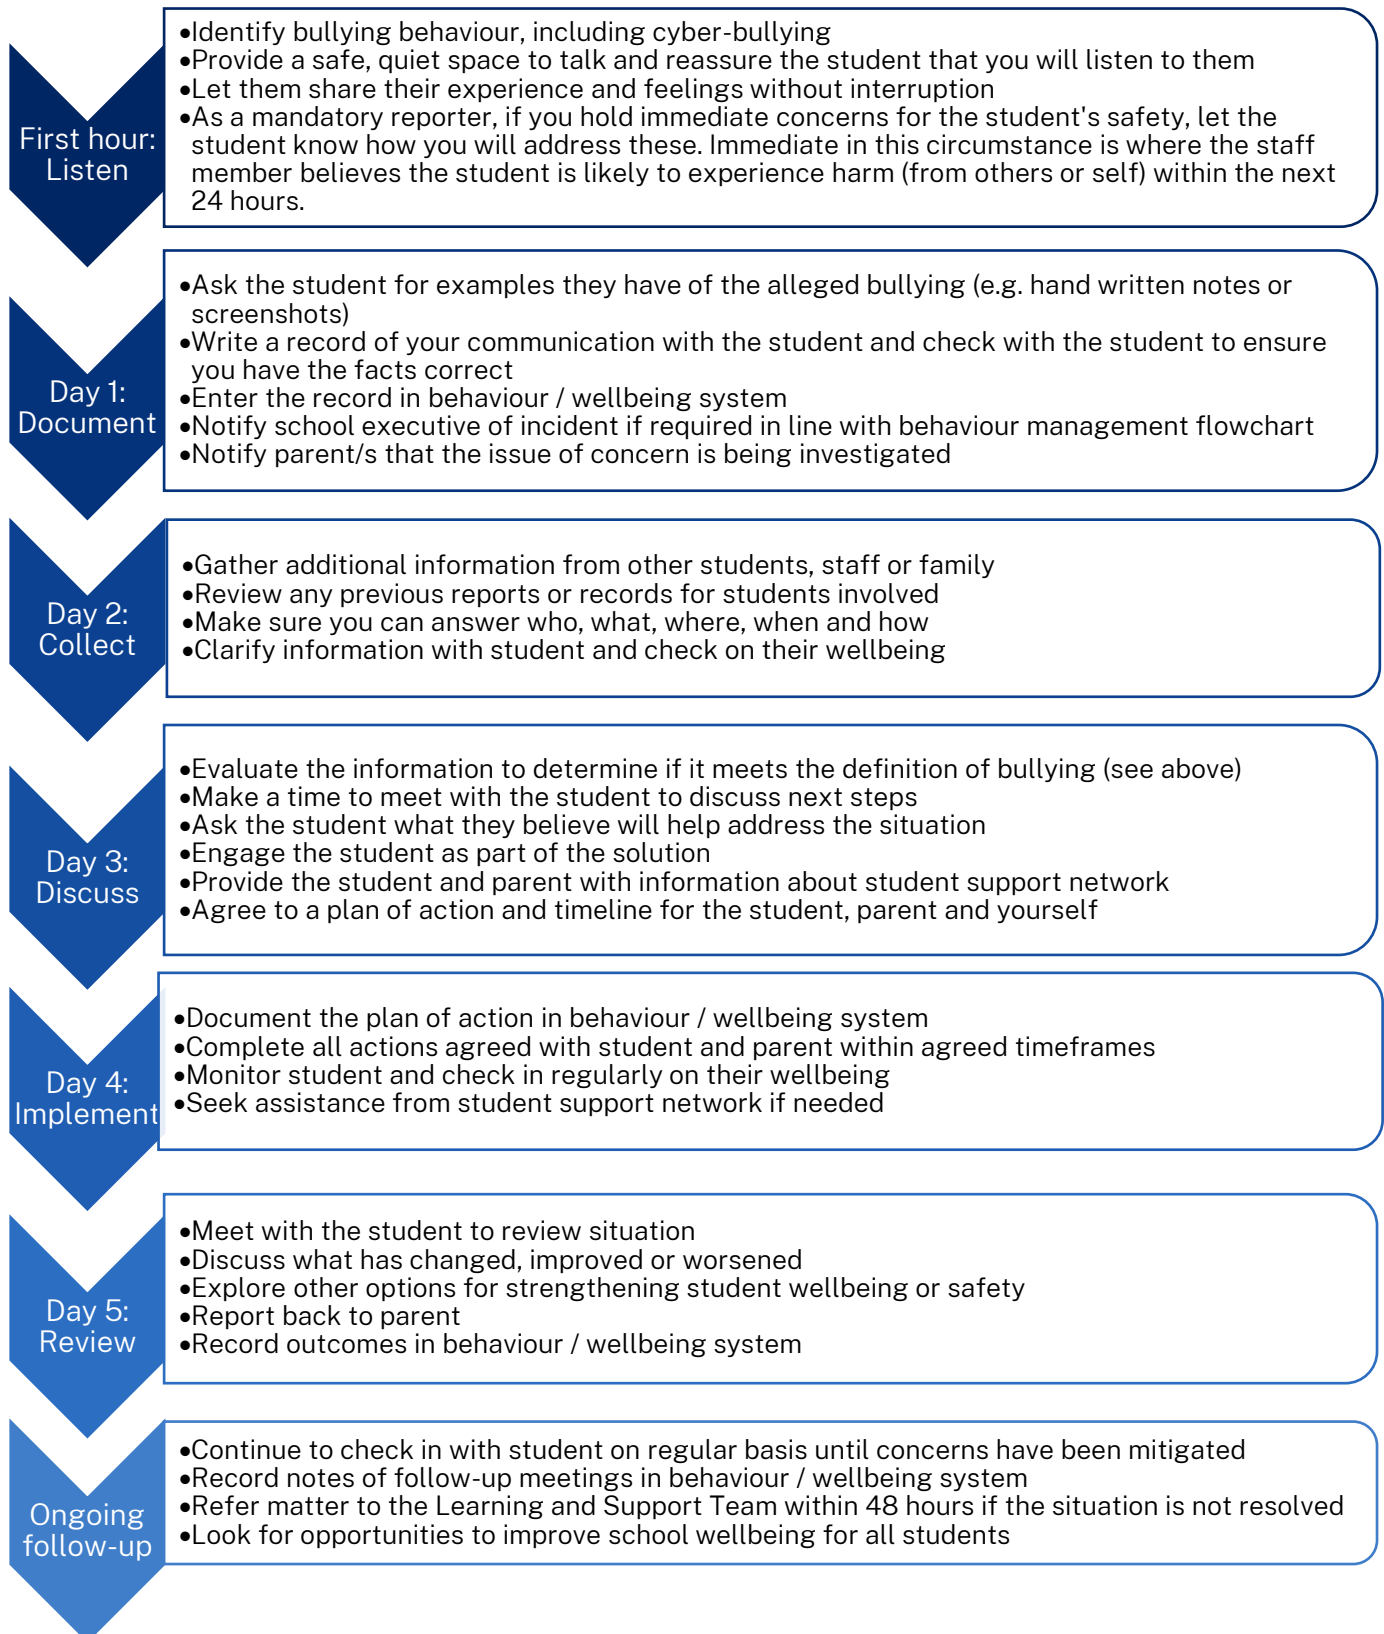 First hour:
Listen
•Identify bullying behaviour, including cyber-bullying
•Provide a safe, quiet space to talk and reassure the student that you will listen to them
•Let them share their experience and feelings without interruption
•As a mandatory reporter, if you hold immediate concerns for the student's safety, let the
student know how you will address these. Immediate in this circumstance is where the staff
member believes the student is likely to experience harm (from others or self) within the next
24 hours.
Day 1:
Document
•Ask the student for examples they have of the alleged bullying (e.g. hand written notes or
screenshots)
•Write a record of your communication with the student and check with the student to ensure
you have the facts correct
•Enter the record in behaviour / wellbeing system
•Notify school executive of incident if required in line with behaviour management flowchart
•Notify parent/s that the issue of concern is being investigated
Day 2:
Collect
•Gather additional information from other students, staff or family
•Review any previous reports or records for students involved
•Make sure you can answer who, what, where, when and how
•Clarify information with student and check on their wellbeing
Day 3:
Discuss
•Evaluate the information to determine if it meets the definition of bullying (see above)
•Make a time to meet with the student to discuss next steps
•Ask the student what they believe will help address the situation
•Engage the student as part of the solution
•Provide the student and parent with information about student support network
•Agree to a plan of action and timeline for the student, parent and yourself
Day 4:
Implement
•Document the plan of action in behaviour / wellbeing system
•Complete all actions agreed with student and parent within agreed timeframes
•Monitor student and check in regularly on their wellbeing
•Seek assistance from student support network if needed
Day 5:
Review
•Meet with the student to review situation
•Discuss what has changed, improved or worsened
•Explore other options for strengthening student wellbeing or safety
•Report back to parent
•Record outcomes in behaviour / wellbeing system
Ongoing
follow-up
•Continue to check in with student on regular basis until concerns have been mitigated
•Record notes of follow-up meetings in behaviour / wellbeing system
•Refer matter to the Learning and Support Team within 48 hours if the situation is not resolved
•Look for opportunities to improve school wellbeing for all students